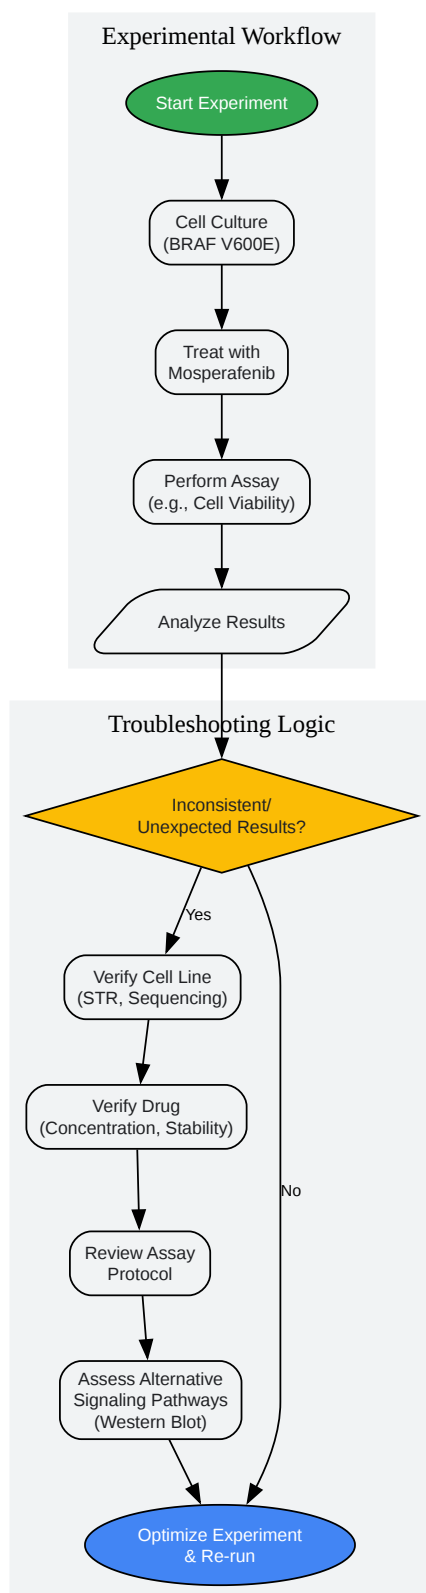 Experimental Workflow
Start Experiment
Cell Culture
(BRAF V600E)
Treat with
Mosperafenib
Perform Assay
(e.g., Cell Viability)
Analyze Results
Troubleshooting Logic
Inconsistent/
Unexpected Results?
Yes
Verify Cell Line
(STR, Sequencing)
Verify Drug
(Concentration, Stability)
No
Review Assay
Protocol
Assess Alternative
Signaling Pathways
(Western Blot)
Optimize Experiment
& Re-run